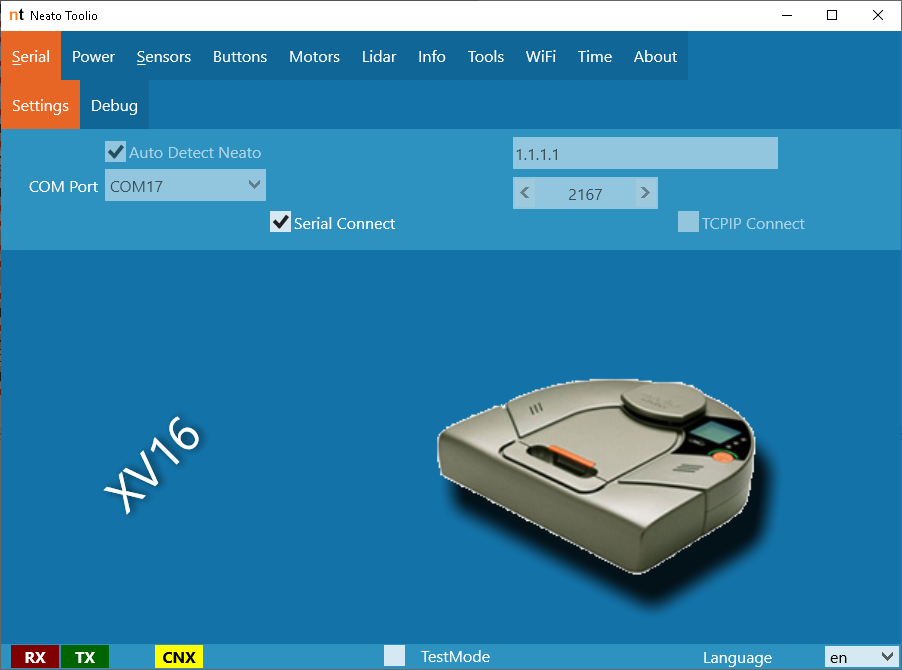 nt Neato Toolio
Serial Power Sensors Buttons Motors Lidar Info Tools WiFi Time About
Settings Debug
Auto Detect Neato 1.1.1.1
COM Port COM17 2167
Serial Connect TCPIP Connect
XV16
RX TX CNX TestMode Language en